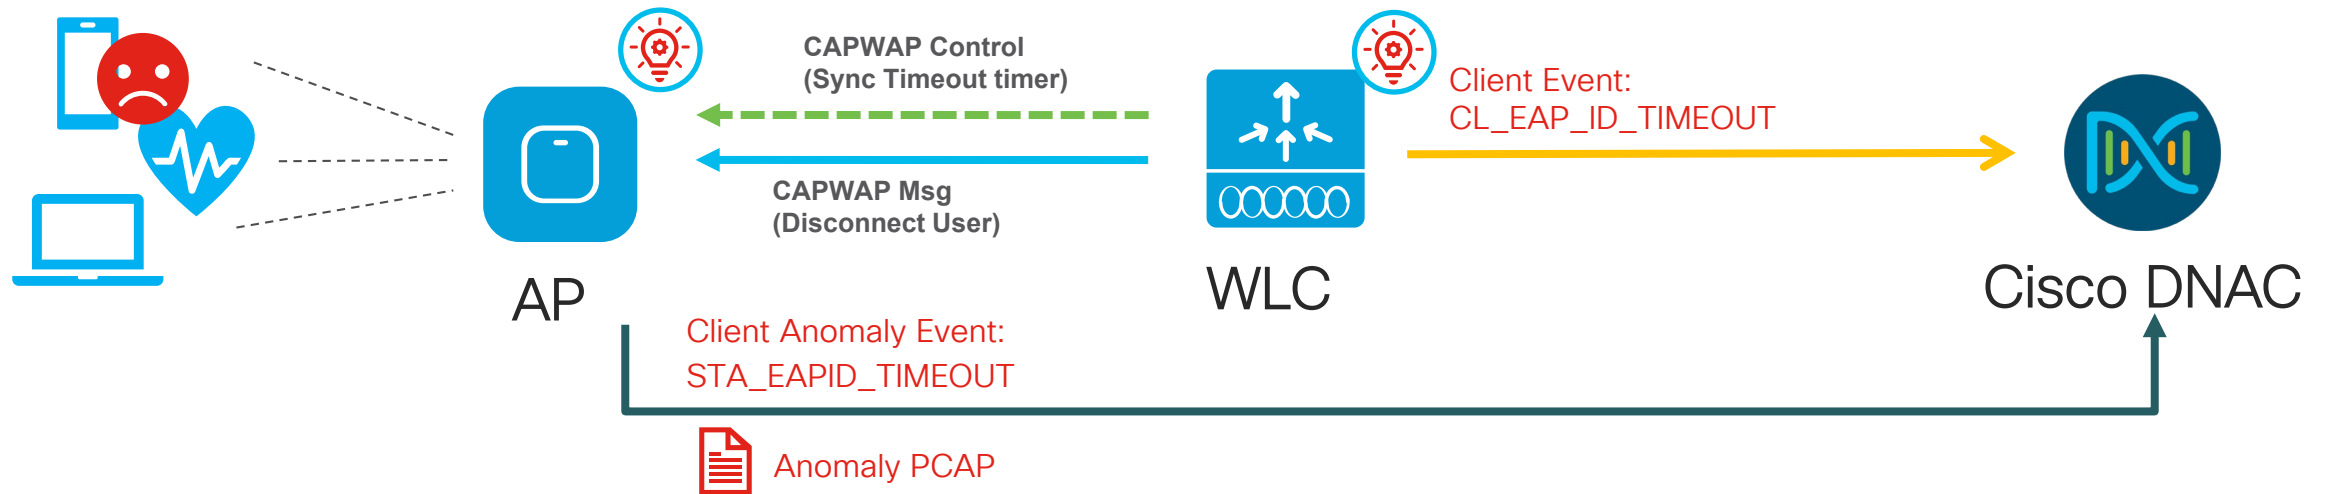 CAPWAP Control
(Sync Timeout timer)
Client Event:
CL_EAP_ID_TIMEOUT
CAPWAP Msg
(Disconnect User)
AP
WLC
Cisco DNAC
Client Anomaly Event:
STA_EAPID_TIMEOUT
Anomaly PCAP